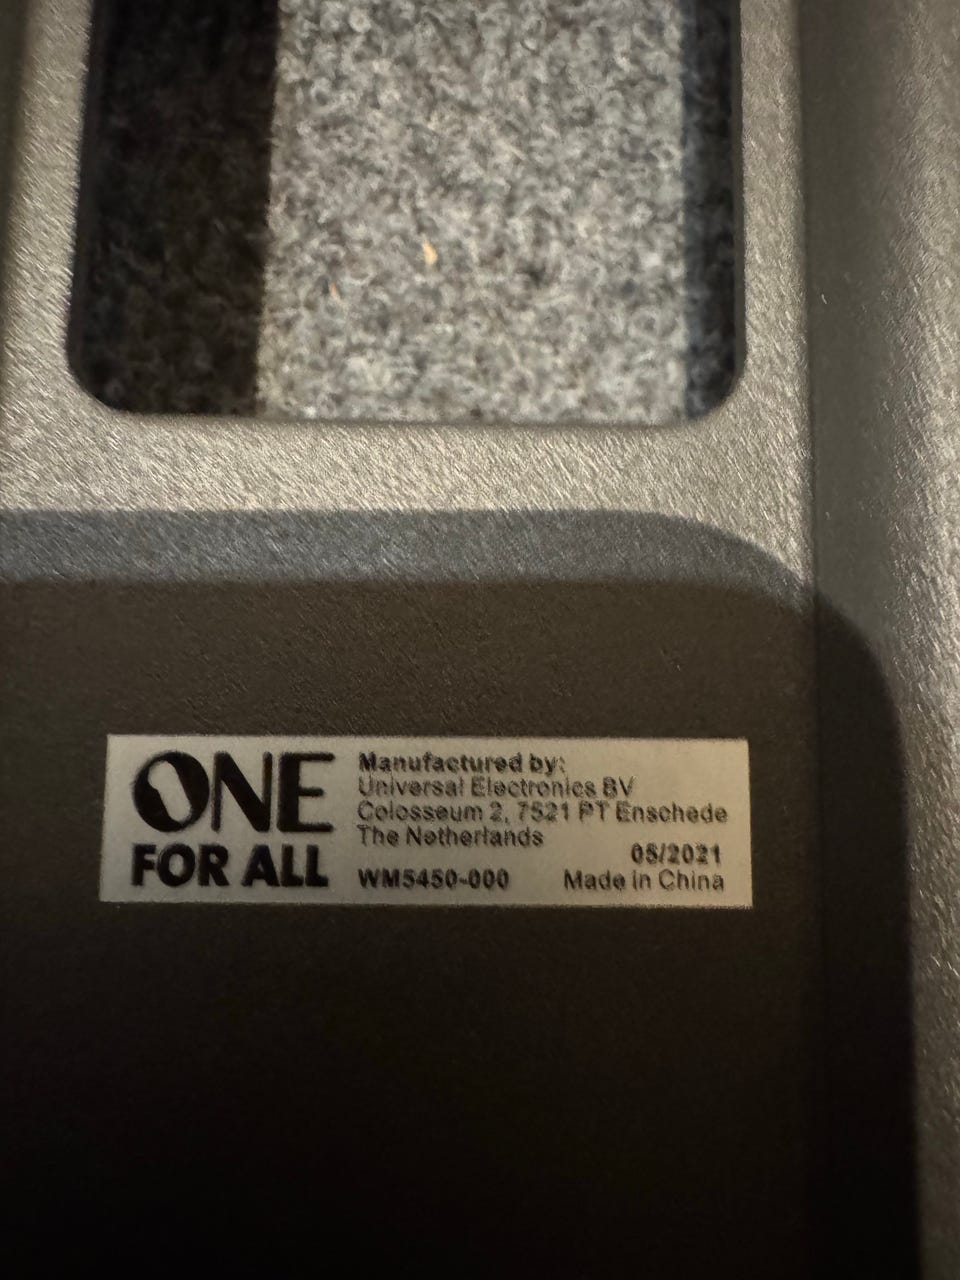 ONE
FOR ALL
Manufactured by:
Universal Electronics BV
Colosseum 2, 7521 PT Enschede
The Netherlands
05/2021
WM5450-000
Made in China